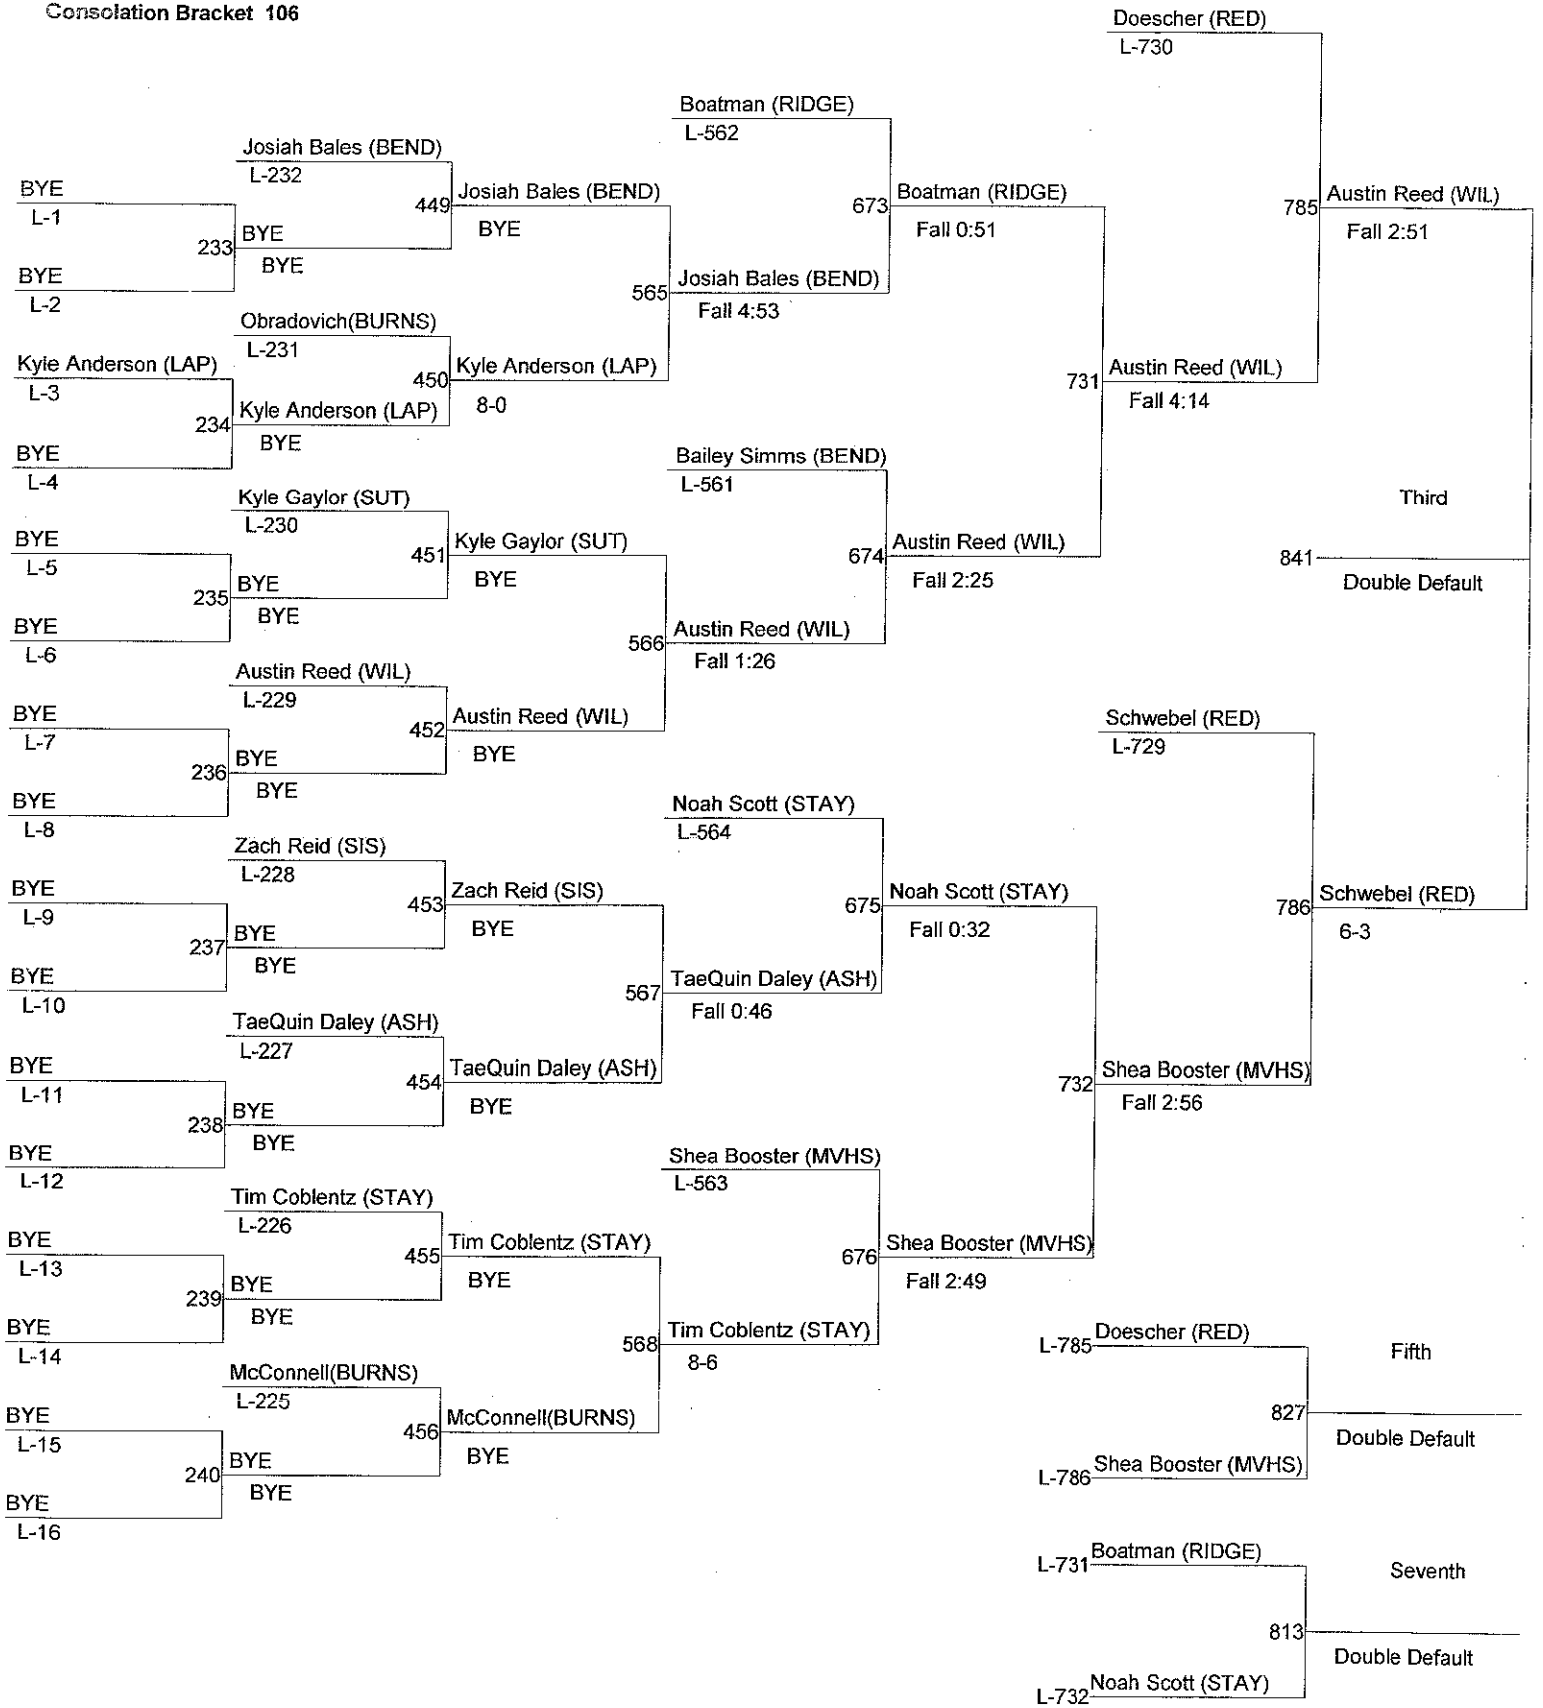 Consolation Bracket 106
Doescher (RED)
L-730
Boatman (RIDGE)
L-562
Josiah Bales (BEND)
L-232
BYE
L-1
449
Josiah Bales (BEND)
BYE
673
Boatman (RIDGE)
Fall 0:51
785
Austin Reed (WIL)
Fall 2:51
233
BYE
BYE
BYE
L-2
565
Josiah Bales (BEND)
Fall 4:53
Obradovich(BURNS)
L-231
Kyle Anderson (LAP)
L-3
450
Kyle Anderson (LAP)
8-0
731
Austin Reed (WIL)
Fall 4:14
234
Kyle Anderson (LAP)
BYE
BYE
L-4
Bailey Simms (BEND)
L-561
Kyle Gaylor (SUT)
L-230
Third
BYE
L-5
451
Kyle Gaylor (SUT)
BYE
674
Austin Reed (WIL)
Fall 2:25
841
Double Default
235
BYE
BYE
BYE
L-6
566
Austin Reed (WIL)
Fall 1:26
Austin Reed (WIL)
L-229
BYE
L-7
452
Austin Reed (WIL)
BYE
Schwebel (RED)
L-729
236
BYE
BYE
BYE
L-8
Noah Scott (STAY)
L-564
Zach Reid (SIS)
L-228
BYE
L-9
453
Zach Reid (SIS)
BYE
675
Noah Scott (STAY)
Fall 0:32
786
Schwebel (RED)
6-3
237
BYE
BYE
BYE
L-10
567
TaeQuin Daley (ASH)
Fall 0:46
TaeQuin Daley (ASH)
L-227
BYE
L-11
454
TaeQuin Daley (ASH)
BYE
732
Shea Booster (MVHS)
Fall 2:56
238
BYE
BYE
BYE
L-12
Shea Booster (MVHS)
L-563
Tim Coblentz (STAY)
L-226
BYE
L-13
455
Tim Coblentz (STAY)
BYE
676
Shea Booster (MVHS)
Fall 2:49
239
BYE
BYE
BYE
L-14
568
Tim Coblentz (STAY)
8-6
L-785
Doescher (RED)
Fifth
McConnell(BURNS)
L-225
BYE
L-15
456
McConnell(BURNS)
BYE
827
Double Default
240
BYE
BYE
L-786
Shea Booster (MVHS)
BYE
L-16
L-731
Boatman (RIDGE)
Seventh
813
Double Default
L-732
Noah Scott (STAY)